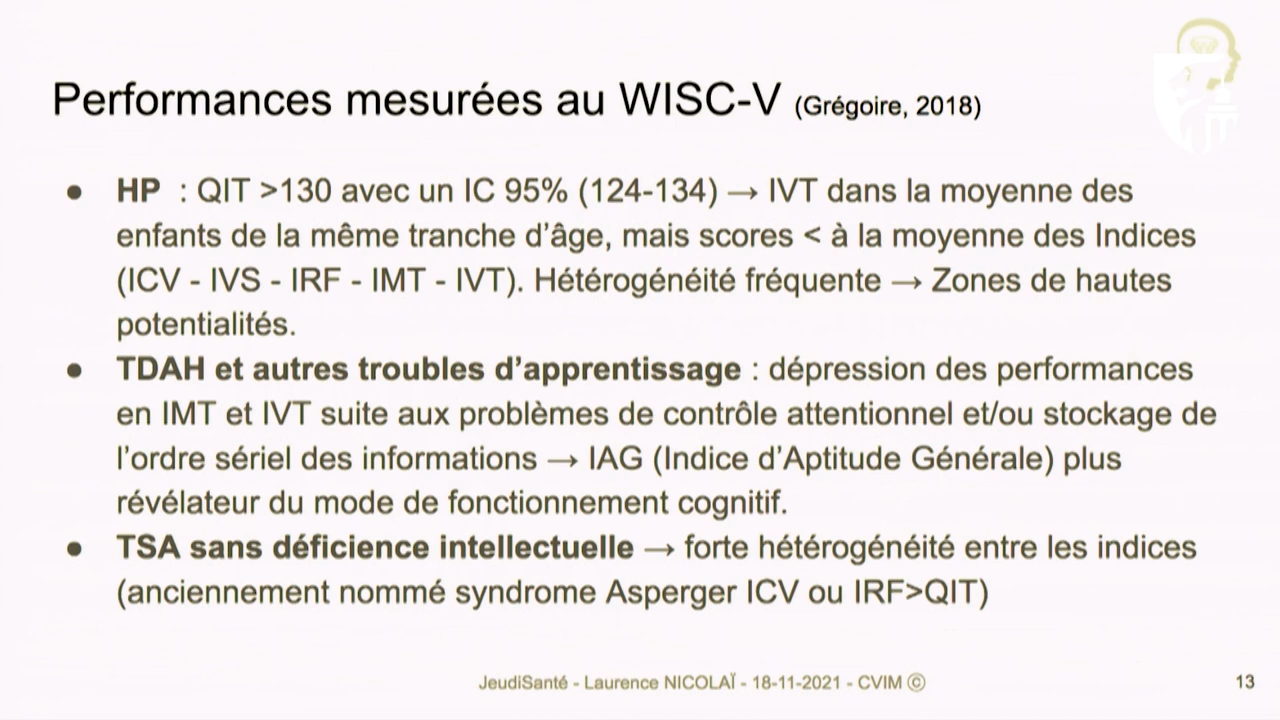 Performances mesurées au WISC-V (Grégoire, 2018)
● HP : QIT >130 avec un IC 95% (124-134) → IVT dans la moyenne des
enfants de la même tranche d’âge, mais scores < à la moyenne des Indices
(ICV - IVS - IRF - IMT - IVT). Hétérogénéité fréquente → Zones de hautes
potentialités.
● TDAH et autres troubles d’apprentissage : dépression des performances
en IMT et IVT suite aux problèmes de contrôle attentionnel et/ou stockage de
l’ordre sériel des informations → IAG (Indice d’Aptitude Générale) plus
révélateur du mode de fonctionnement cognitif.
● TSA sans déficience intellectuelle → forte hétérogénéité entre les indices
(anciennement nommé syndrome Asperger ICV ou IRF>QIT)
JeudiSanté - Laurence NICOLAÏ - 18-11-2021 - CVIM ©
13